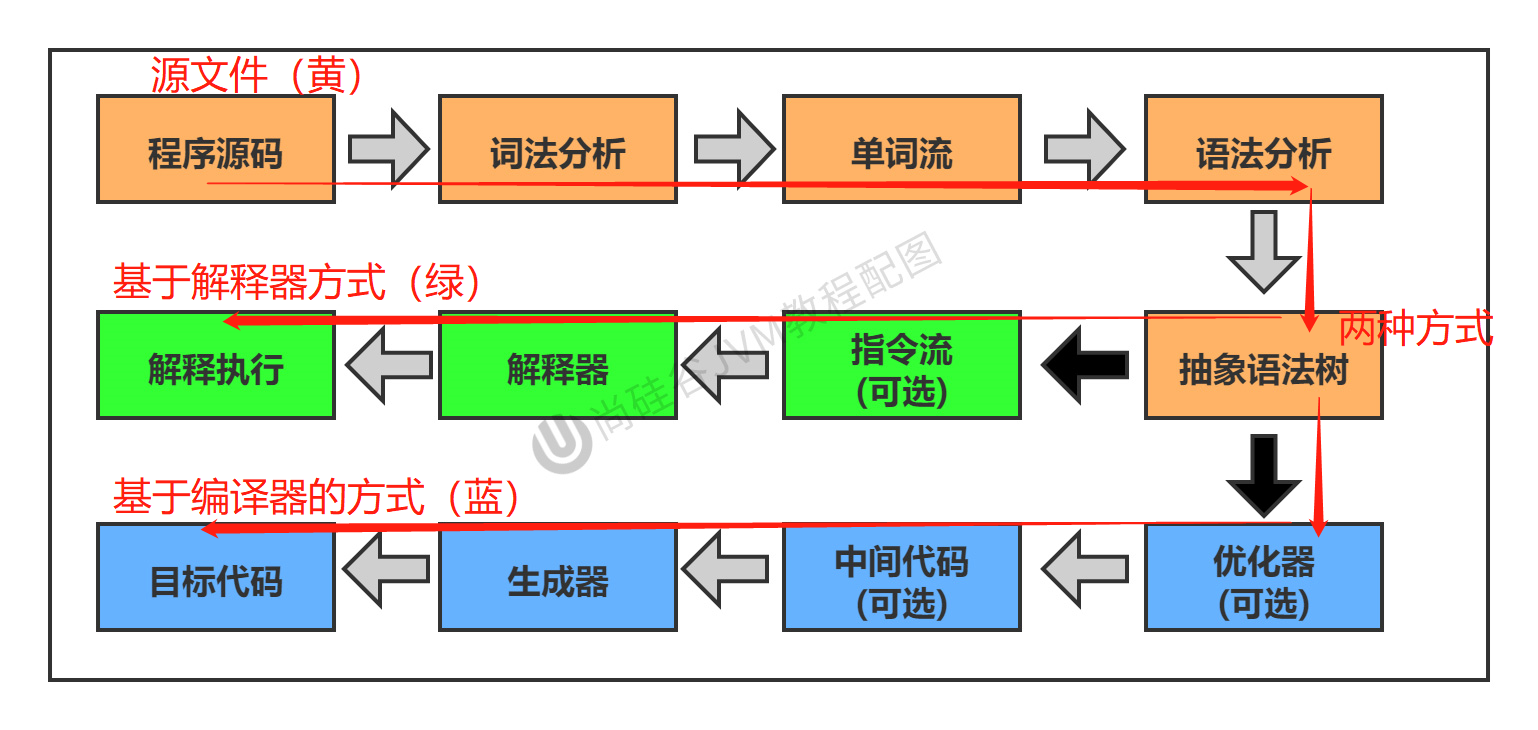 源文件（黄）
程序源码
词法分析
单词流
语法分析
基于解释器方式（绿）
两种方式
解释执行
解释器
指令流
(可选)
抽象语法树
尚硅谷JVM教程配图
基于编译器的方式（蓝）
目标代码
生成器
中间代码
(可选)
优化器
(可选)